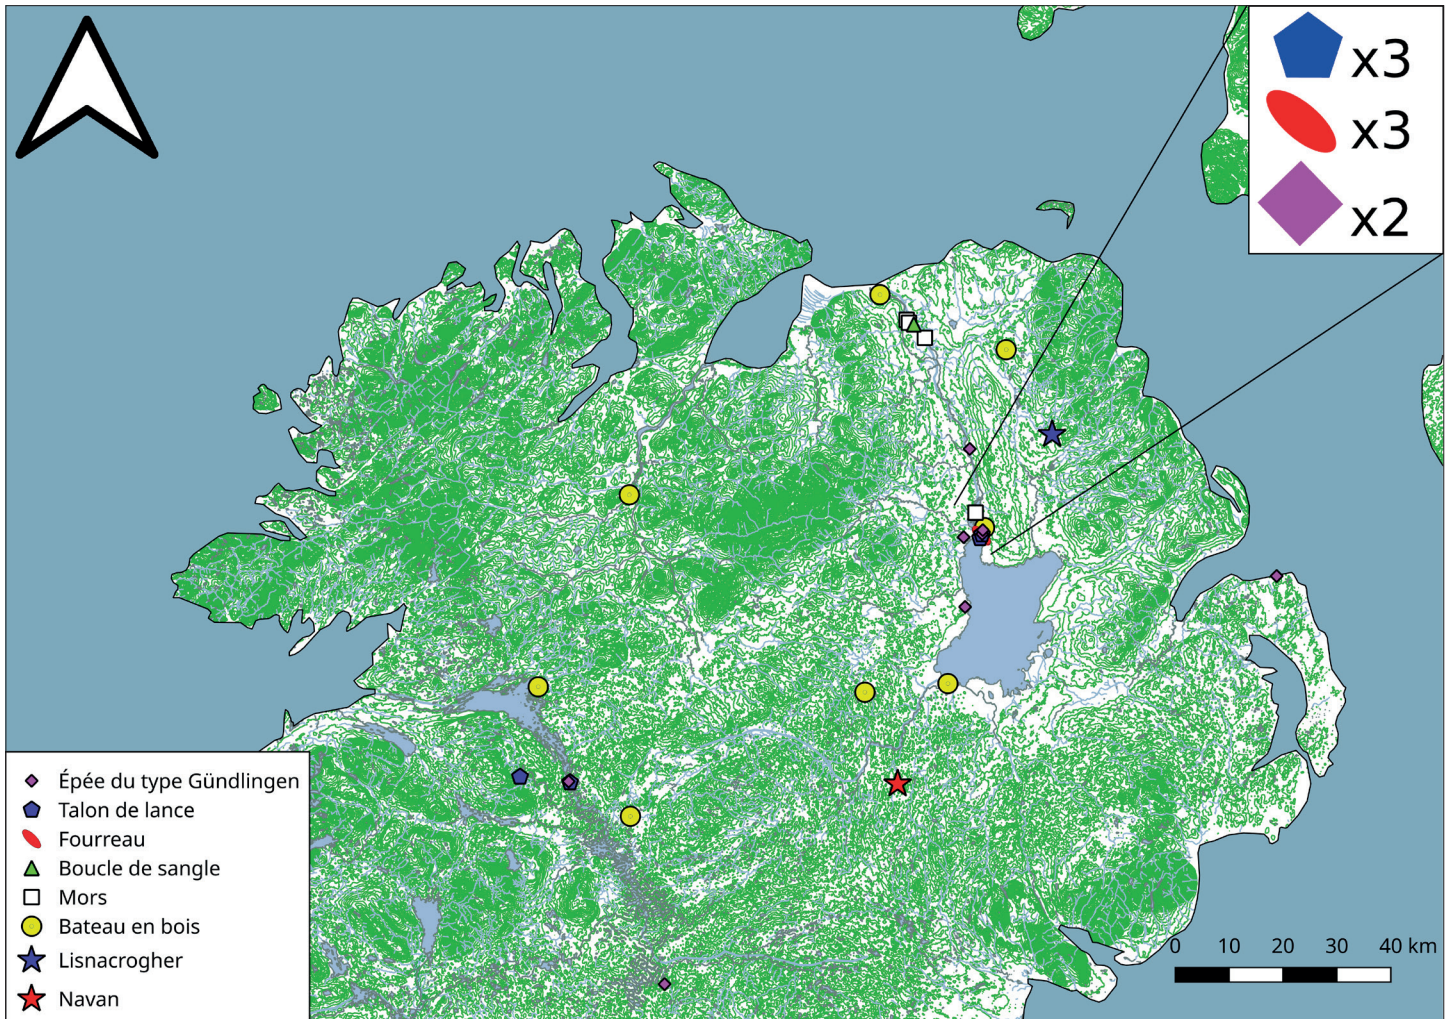 x3
x3
x2
Épée du type Gündlingen
Talon de lance
Fourreau
Boucle de sangle
Mors
Bateau en bois
Lisnacrogher
Navan
0 10 20 30 40 km